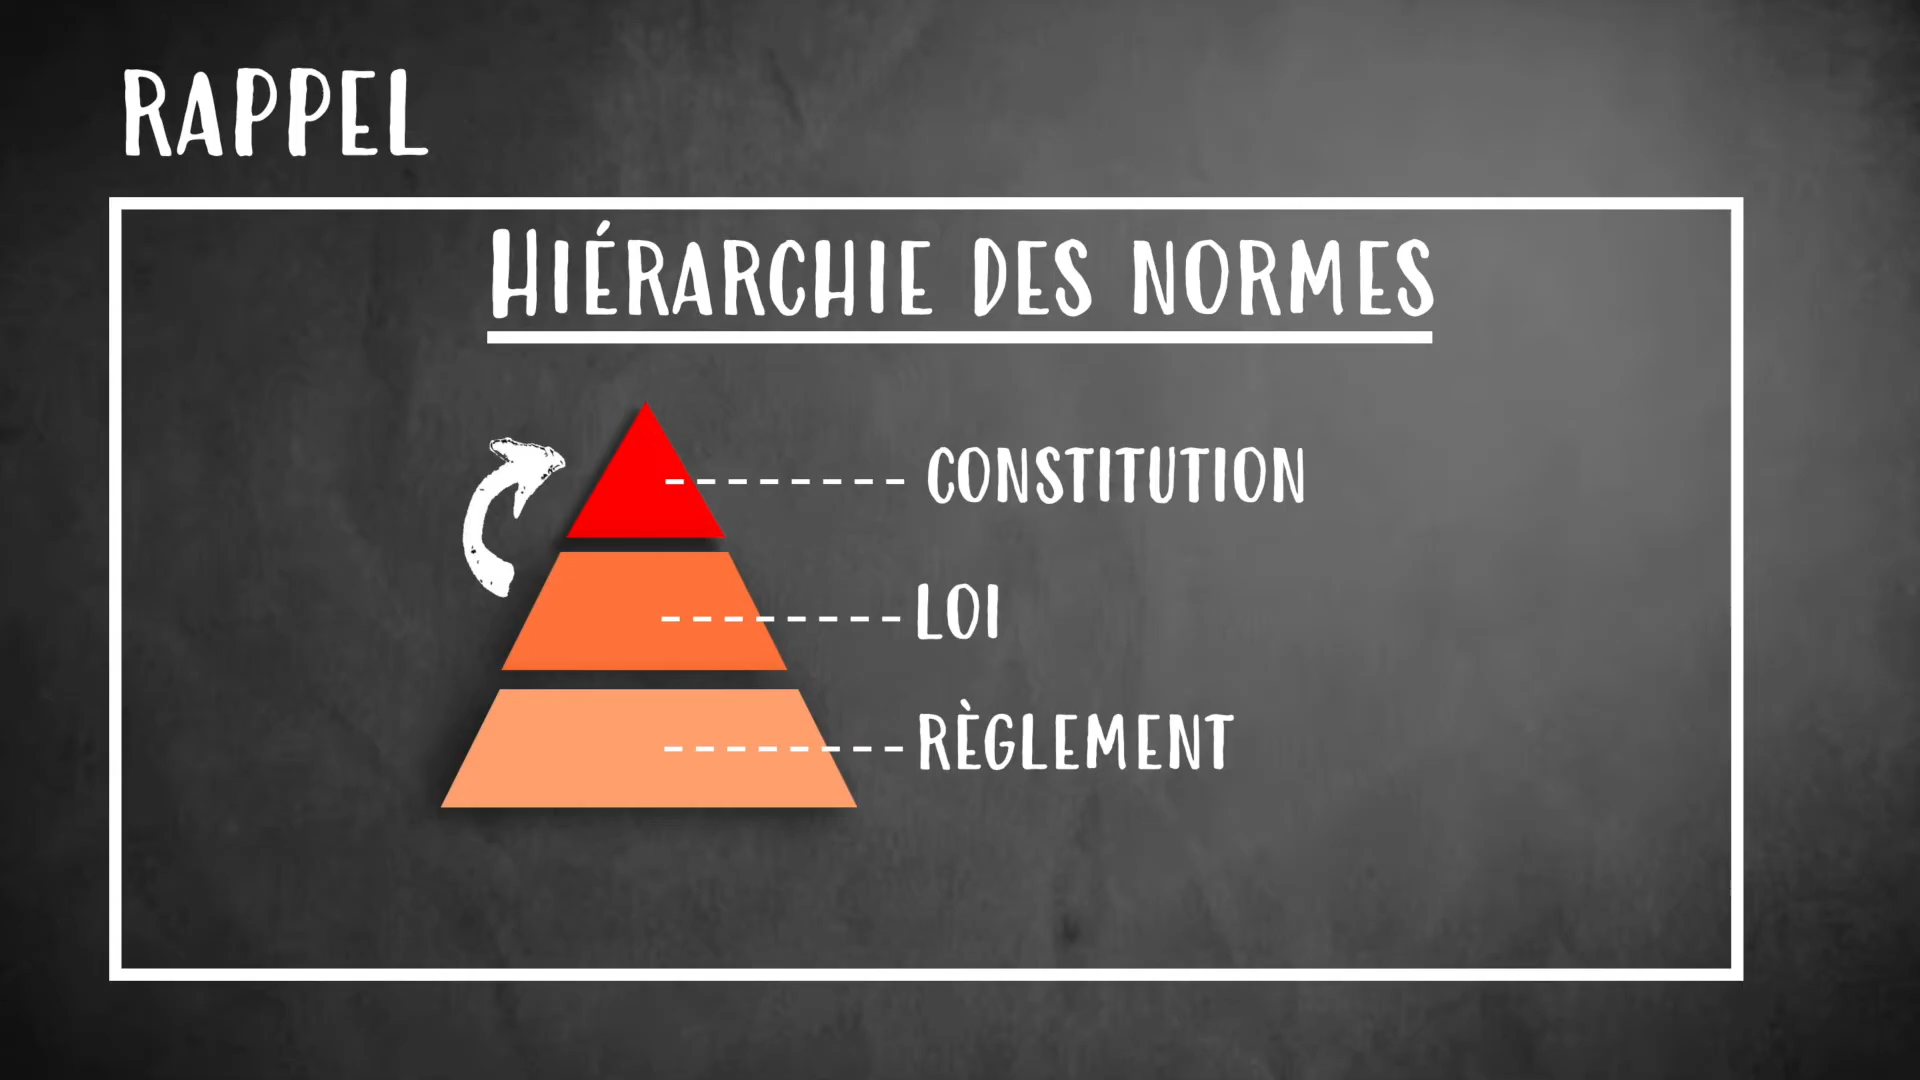 RAPPEL
HIÉRARCHIE DES NORMES
CONSTITUTION
LOI
RÈGLEMENT